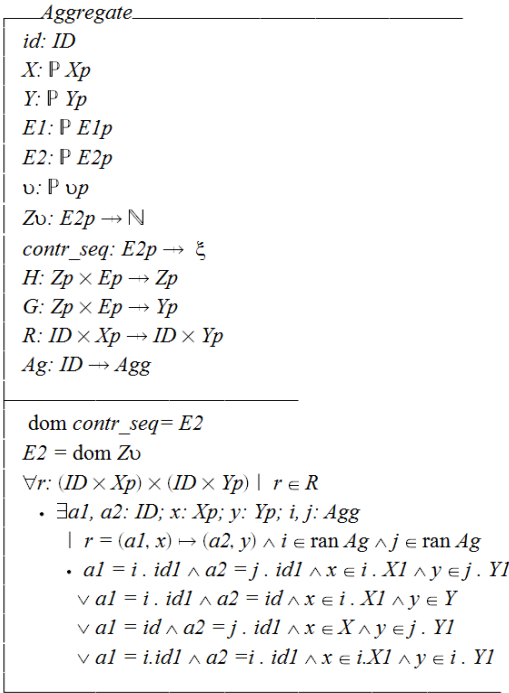 Aggregate
id: ID
X: ℙ Xp
Y: ℙ Yp
E1: ℙ E1p
E2: ℙ E2p
υ: ℙ υp
Zυ: E2p → ℕ
contr_seq: E2p → ξ
H: Zp × Ep → Zp
G: Zp × Ep → Yp
R: ID × Xp → ID × Yp
Ag: ID → Agg
dom contr_seq= E2
E2 = dom Zυ
∀r: (ID × Xp) × (ID × Yp) | r ∈ R
• ∃a1, a2: ID; x: Xp; y: Yp; i, j: Agg
| r = (a1, x) ↦ (a2, y) ∧ i ∈ ran Ag ∧ j ∈ ran Ag
• a1 = i . id1 ∧ a2 = j . id1 ∧ x ∈ i . X1 ∧ y ∈ j . Y1
∨ a1 = i . id1 ∧ a2 = id ∧ x ∈ i . X1 ∧ y ∈ Y
∨ a1 = id ∧ a2 = j . id1 ∧ x ∈ X ∧ y ∈ j . Y1
∨ a1 = i.id1 ∧ a2 = i . id1 ∧ x ∈ i.X1 ∧ y ∈ i . Y1